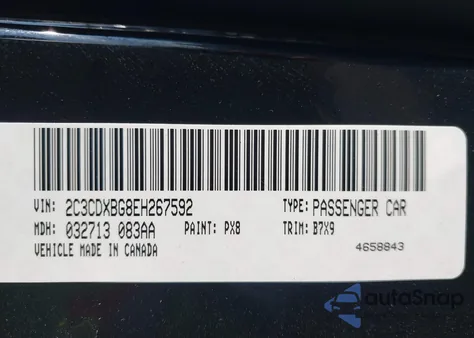 VIN: 2C3CDXBG8EH267592 TYPE: PASSENGER CAR
MDH: 032713 083AA PAINT: PX8 TRIM: B7X9
VEHICLE MADE IN CANADA 4658843
autoSnap